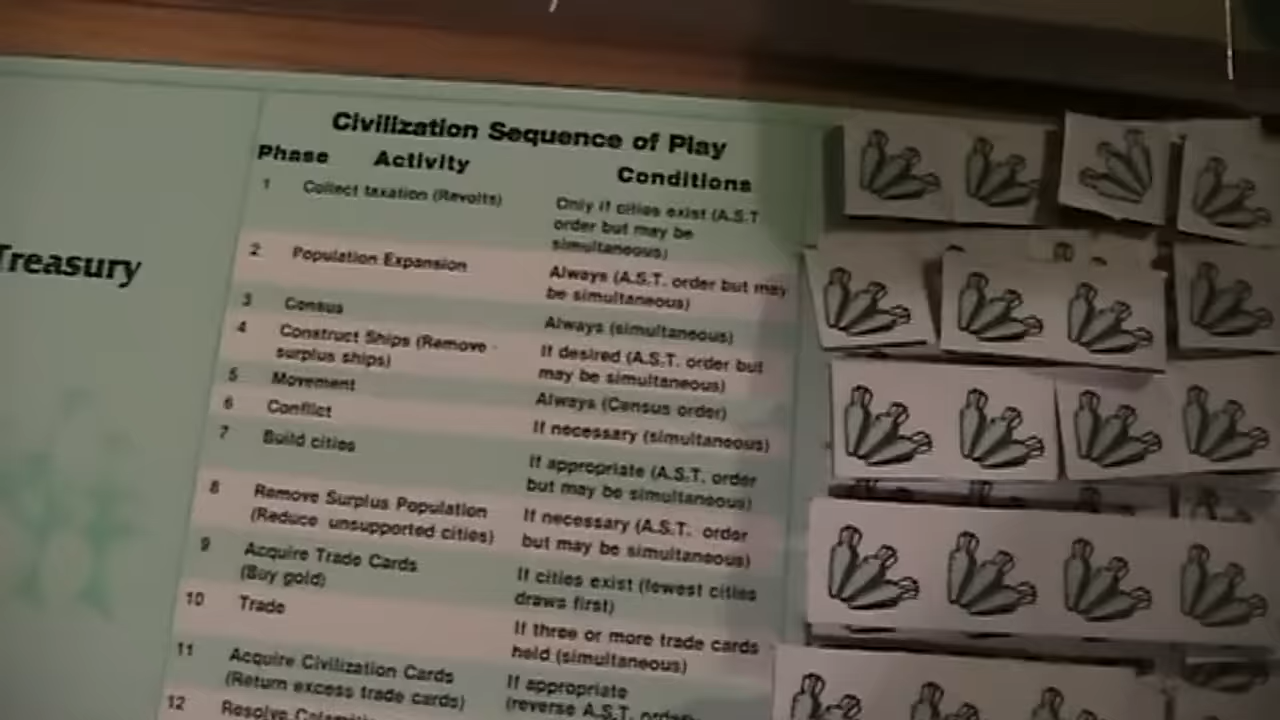 Civilization Sequence of Play
Phase Activity Conditions
1 Collect taxation (Revolts) Only if cities exist (A.S.T
order but may be
simultaneous)
Treasury
2 Population Expansion Always (A.S.T. order but may
be simultaneous)
3 Census Always (simultaneous)
4 Construct Ships (Remove If desired (A.S.T. order but
surplus ships) may be simultaneous)
5 Movement Always (Census order)
6 Conflict If necessary (simultaneous)
7 Build cities If appropriate (A.S.T. order
but may be simultaneous)
8 Remove Surplus Population If necessary (A.S.T. order
(Reduce unsupported cities) but may be simultaneous)
9 Acquire Trade Cards If cities exist (fewest cities
(Buy gold) draws first)
10 Trade If three or more trade cards
held (simultaneous)
11 Acquire Civilization Cards If appropriate
(Return excess trade cards) (reverse A.S.T. order
12 Resolve